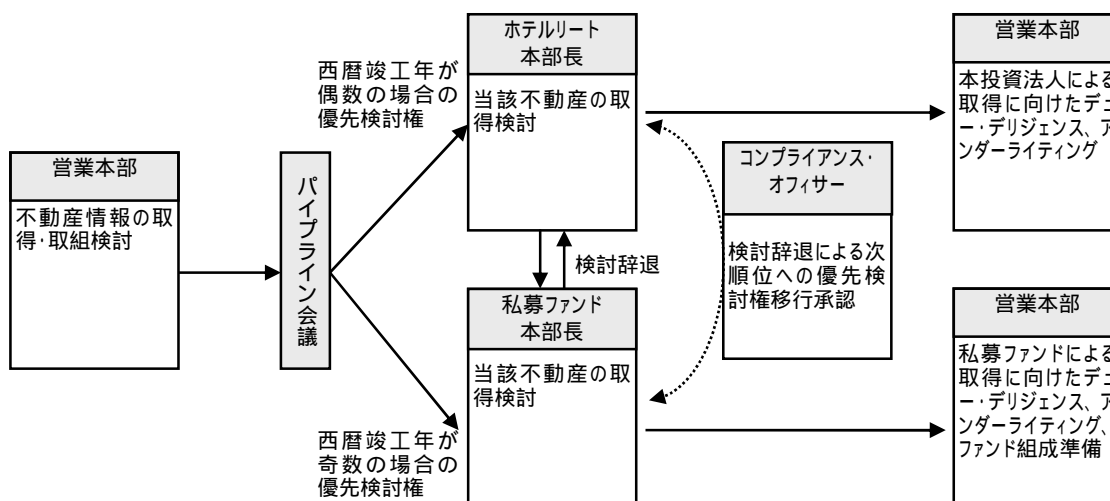 営業本部
不動産情報の取
得・取組検討
パイプライン会議
西暦竣工年が
偶数の場合の
優先検討権
西暦竣工年が
奇数の場合の
優先検討権
ホテルリート
本部長
当該不動産の取
得検討
検討辞退
私募ファンド
本部長
当該不動産の取
得検討
コンプライアンス・
オフィサー
検討辞退による次
順位への優先検
討権移行承認
営業本部
本投資法人による
取得に向けたデュ
ー・デリジェンス、ア
ンダーライティング
営業本部
私募ファンドによる
取得に向けたデュ
ー・デリジェンス、ア
ンダーライティング、
ファンド組成準備